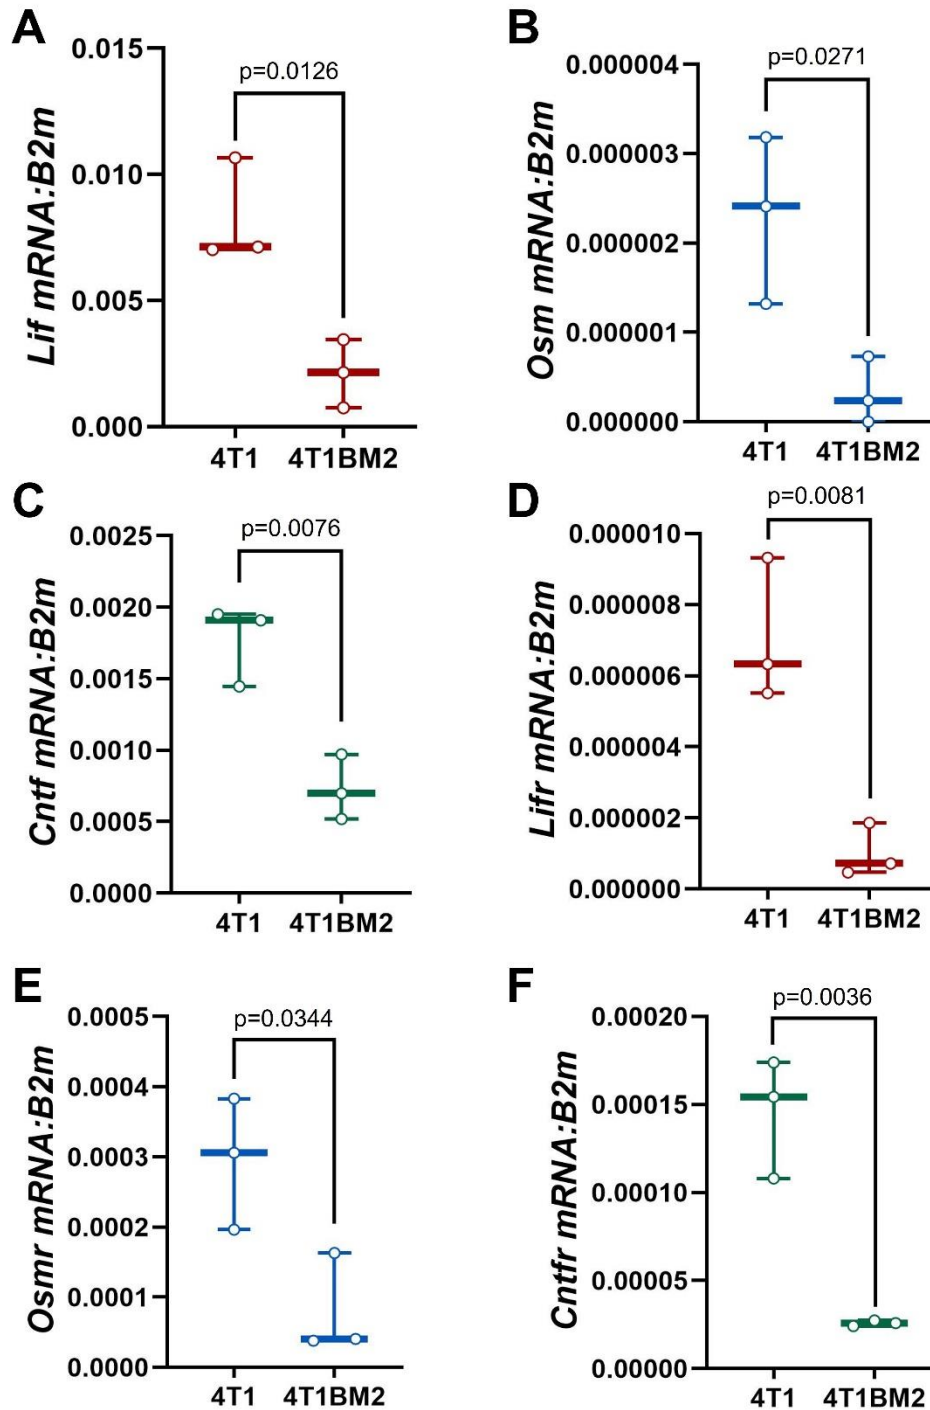 A
Lif mRNA:B2m
0.015
0.010
0.005
0.000
p=0.0126
4T1 4T1BM2
B
Osm mRNA:B2m
0.000004
0.000003
0.000002
0.000001
0.000000
p=0.0271
4T1 4T1BM2
C
Cntf mRNA:B2m
0.0025
0.0020
0.0015
0.0010
0.0005
0.0000
p=0.0076
4T1 4T1BM2
D
Lifr mRNA:B2m
0.000010
0.000008
0.000006
0.000004
0.000002
0.000000
p=0.0081
4T1 4T1BM2
E
Osmr mRNA:B2m
0.0005
0.0004
0.0003
0.0002
0.0001
0.0000
p=0.0344
4T1 4T1BM2
F
Cntfr mRNA:B2m
0.00020
0.00015
0.00010
0.00005
0.00000
p=0.0036
4T1 4T1BM2